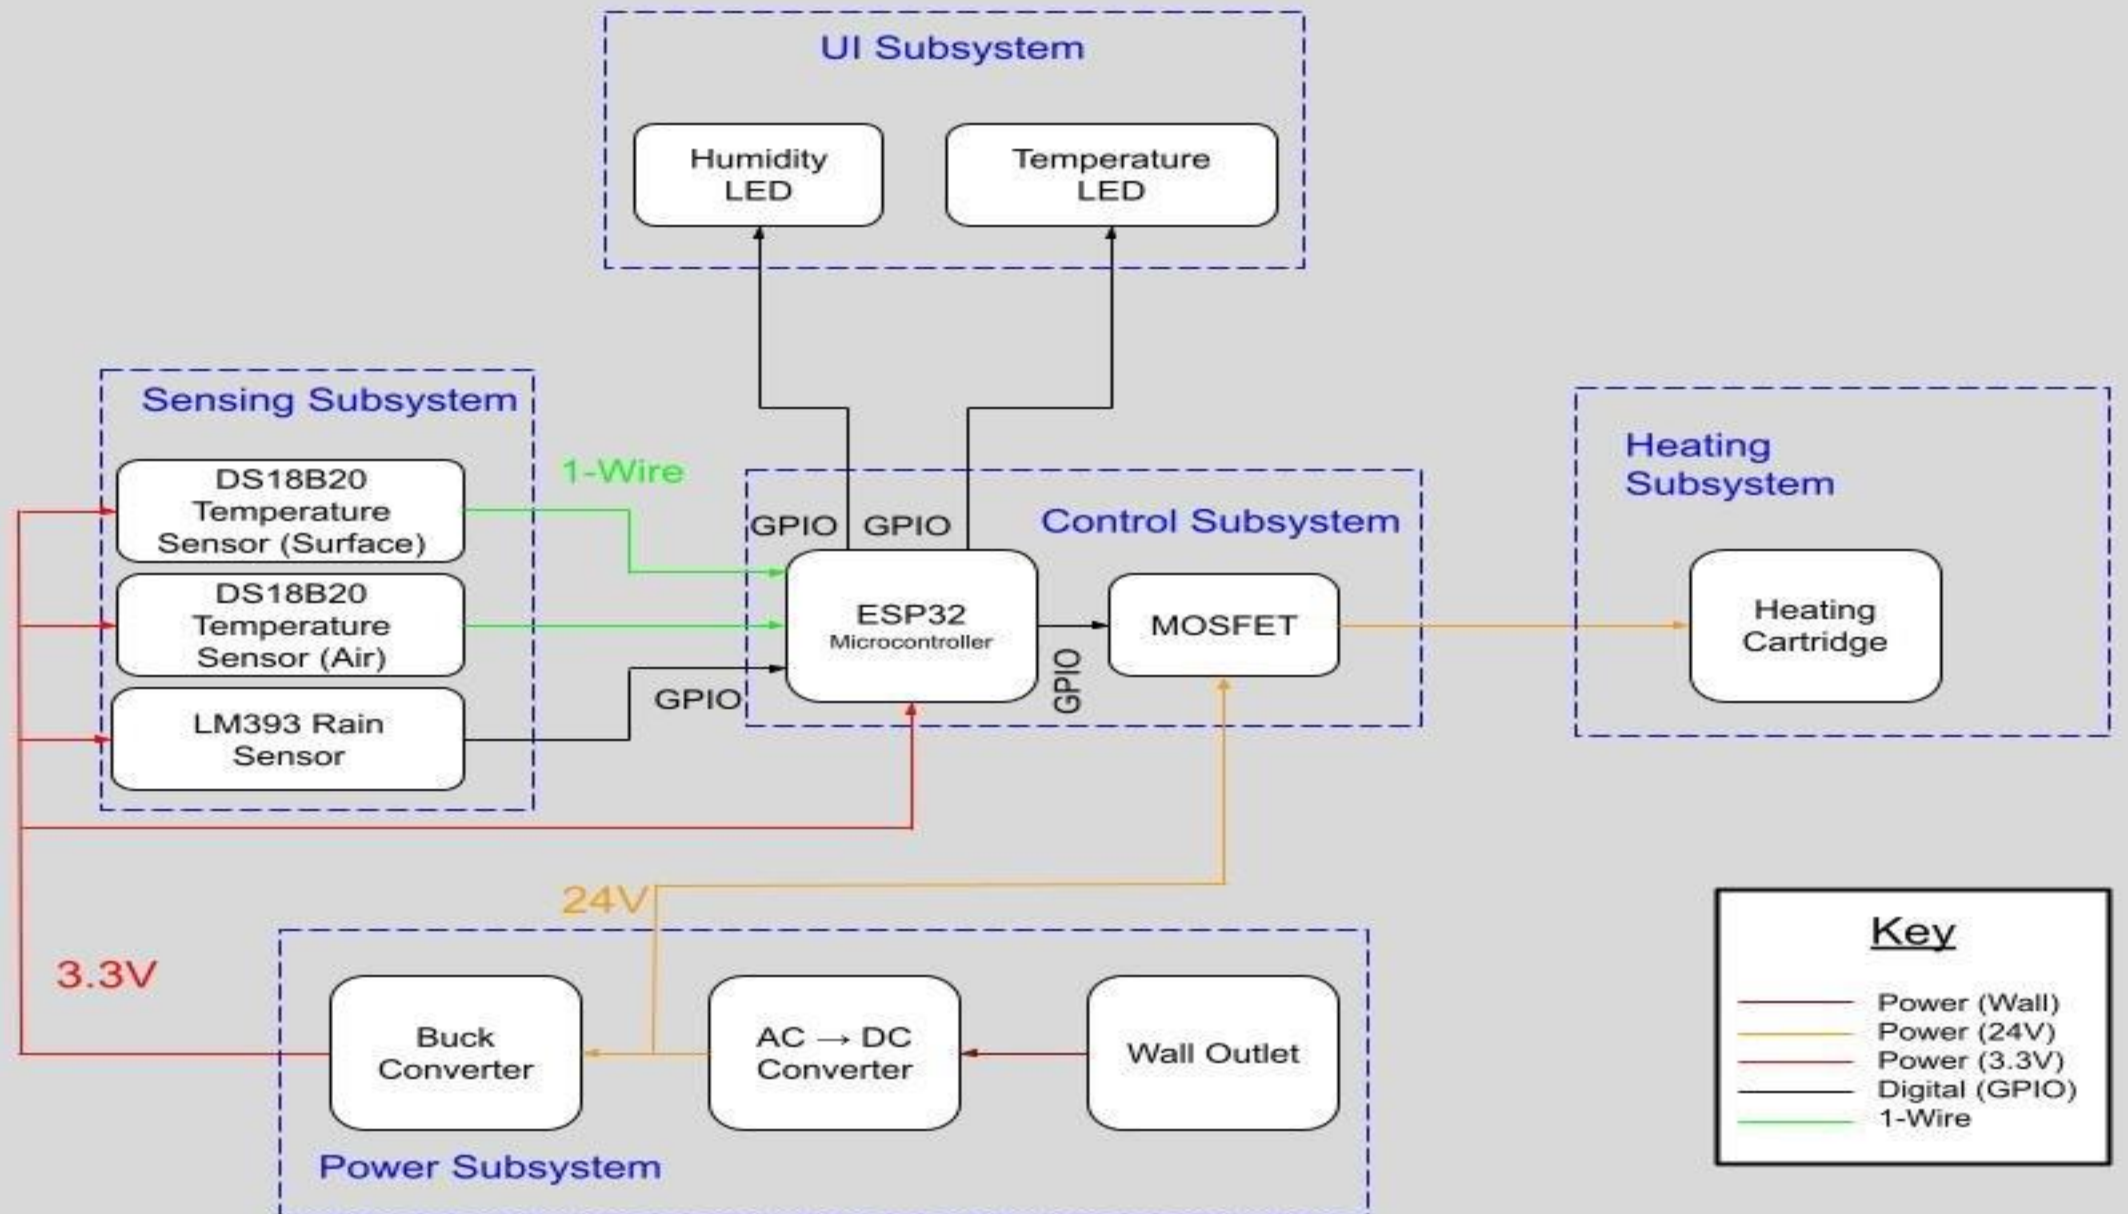 UI Subsystem
Humidity
LED
Temperature
LED
Sensing Subsystem
DS18B20
Temperature
Sensor (Surface)
DS18B20
Temperature
Sensor (Air)
LM393 Rain
Sensor
1-Wire
GPIO
GPIO
GPIO
Control Subsystem
ESP32
Microcontroller
GPIO
MOSFET
Heating
Subsystem
Heating
Cartridge
24V
3.3V
Buck
Converter
AC → DC
Converter
Wall Outlet
Power Subsystem
Key
Power (Wall)
Power (24V)
Power (3.3V)
Digital (GPIO)
1-Wire